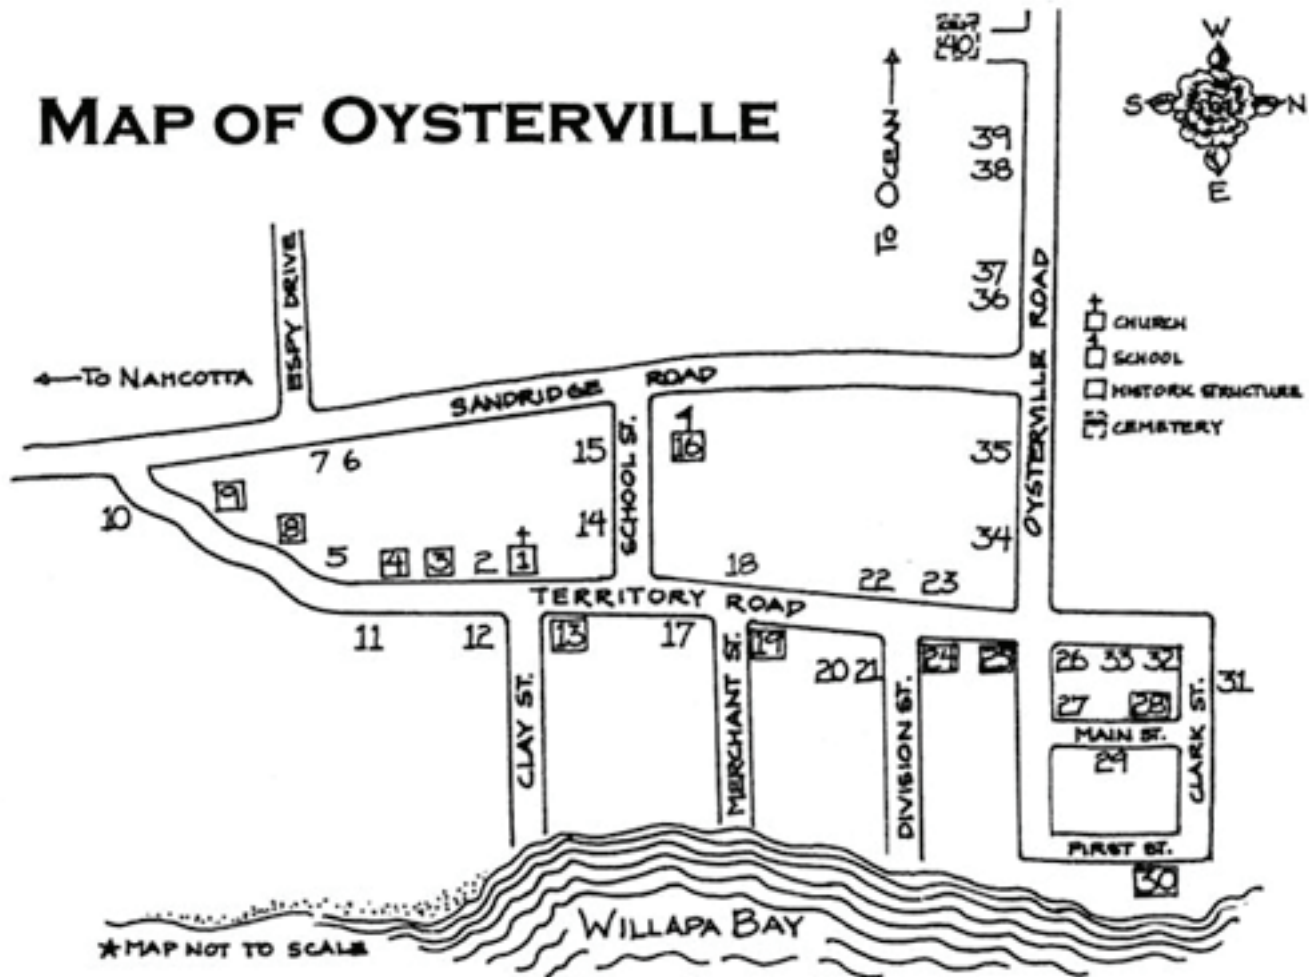 MAP OF OYSTERVILLE
W
S N
E
TO OCEAN
40
39
38
37
36
ESPY DRIVE
TO NAHCOTTA
SANDRIDGE ROAD
OYSTERVILLE ROAD
CHURCH
SCHOOL
HISTORIC STRUCTURE
CEMETERY
7 6
15
SCHOOL ST.
16
35
9
10
8
14
34
5 4 3 2 1
18
22 23
TERRITORY ROAD
11 12 13 17 19
20 21 24 25
26 33 32
31
27 28
MAIN ST.
29
CLAY ST.
MERCHANT ST.
DIVISION ST.
CLARK ST.
FIRST ST.
30
WILLAPA BAY
*MAP NOT TO SCALE